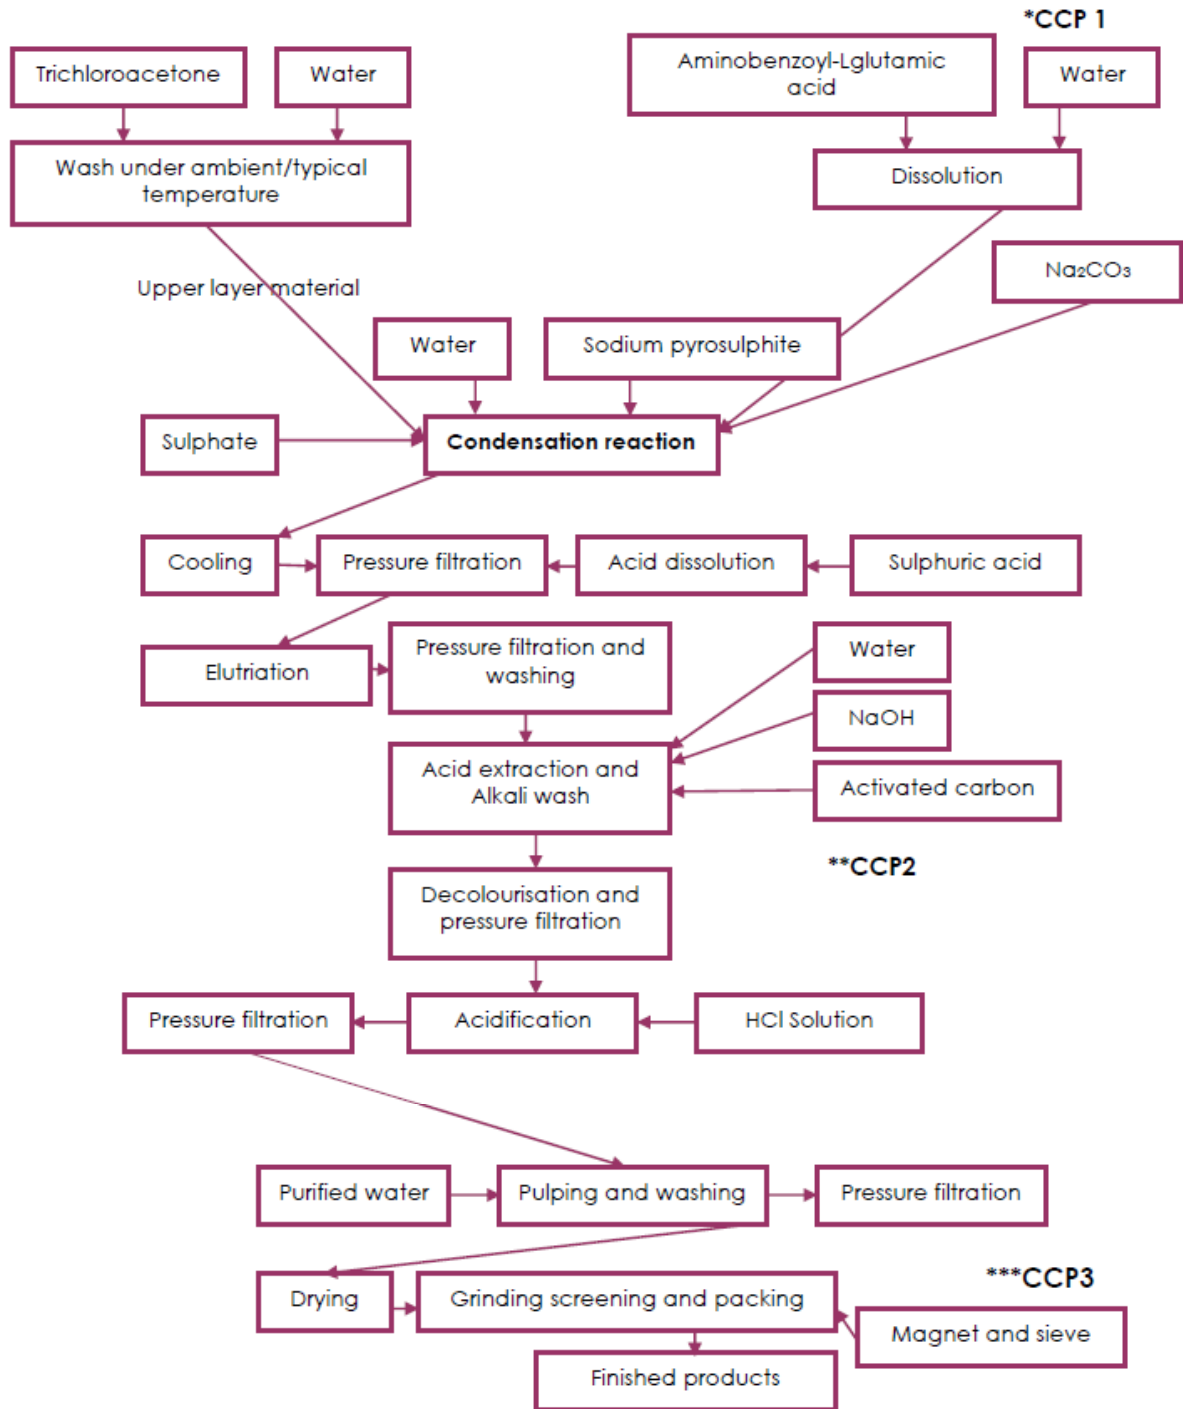 *CCP 1
Trichloroacetone
Water
Aminobenzoyl-Lglutamic
acid
Water
Wash under ambient/typical
temperature
Dissolution
Na₂CO₃
Upper layer material
Water
Sodium pyrosulphite
Sulphate
Condensation reaction
Cooling
Pressure filtration
Acid dissolution
Sulphuric acid
Elutriation
Pressure filtration and
washing
Water
NaOH
Acid extraction and
Alkali wash
Activated carbon
**CCP2
Decolourisation and
pressure filtration
Pressure filtration
Acidification
HCl Solution
Purified water
Pulping and washing
Pressure filtration
***CCP3
Drying
Grinding screening and packing
Magnet and sieve
Finished products